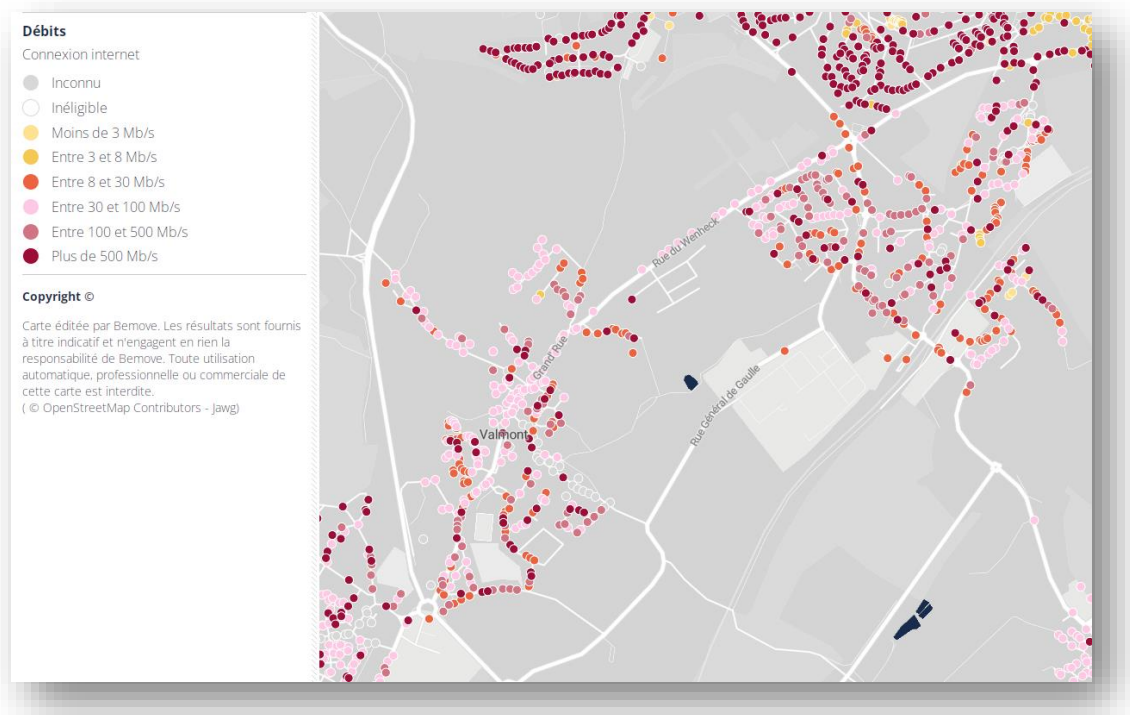 Débits
Connexion internet
Inconnu
Inéligible
Moins de 3 Mb/s
Entre 3 et 8 Mb/s
Entre 8 et 30 Mb/s
Entre 30 et 100 Mb/s
Entre 100 et 500 Mb/s
Plus de 500 Mb/s
Copyright ©
Carte éditée par Bemove. Les résultats sont fournis
à titre indicatif et n'engagent en rien la
responsabilité de Bemove. Toute utilisation
automatique, professionnelle ou commerciale de
cette carte est interdite.
( © OpenStreetMap Contributors - Jawg)
Rue du Wenheck
Grand'Rue
Rue Général de Gaulle
Valmont